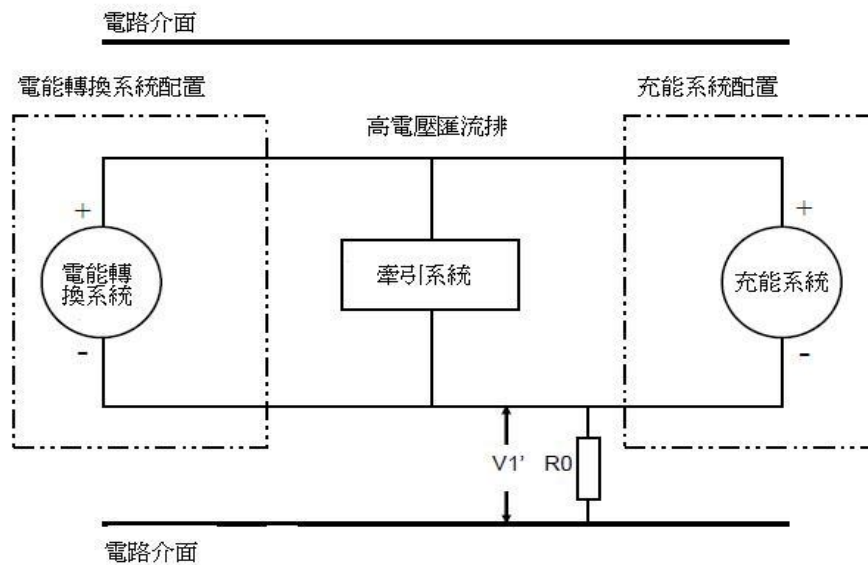 電路介面
電能轉換系統配置
充能系統配置
高電壓匯流排
+
+
電能轉
換系統
牽引系統
充能系統
-
-
V1’
R0
電路介面